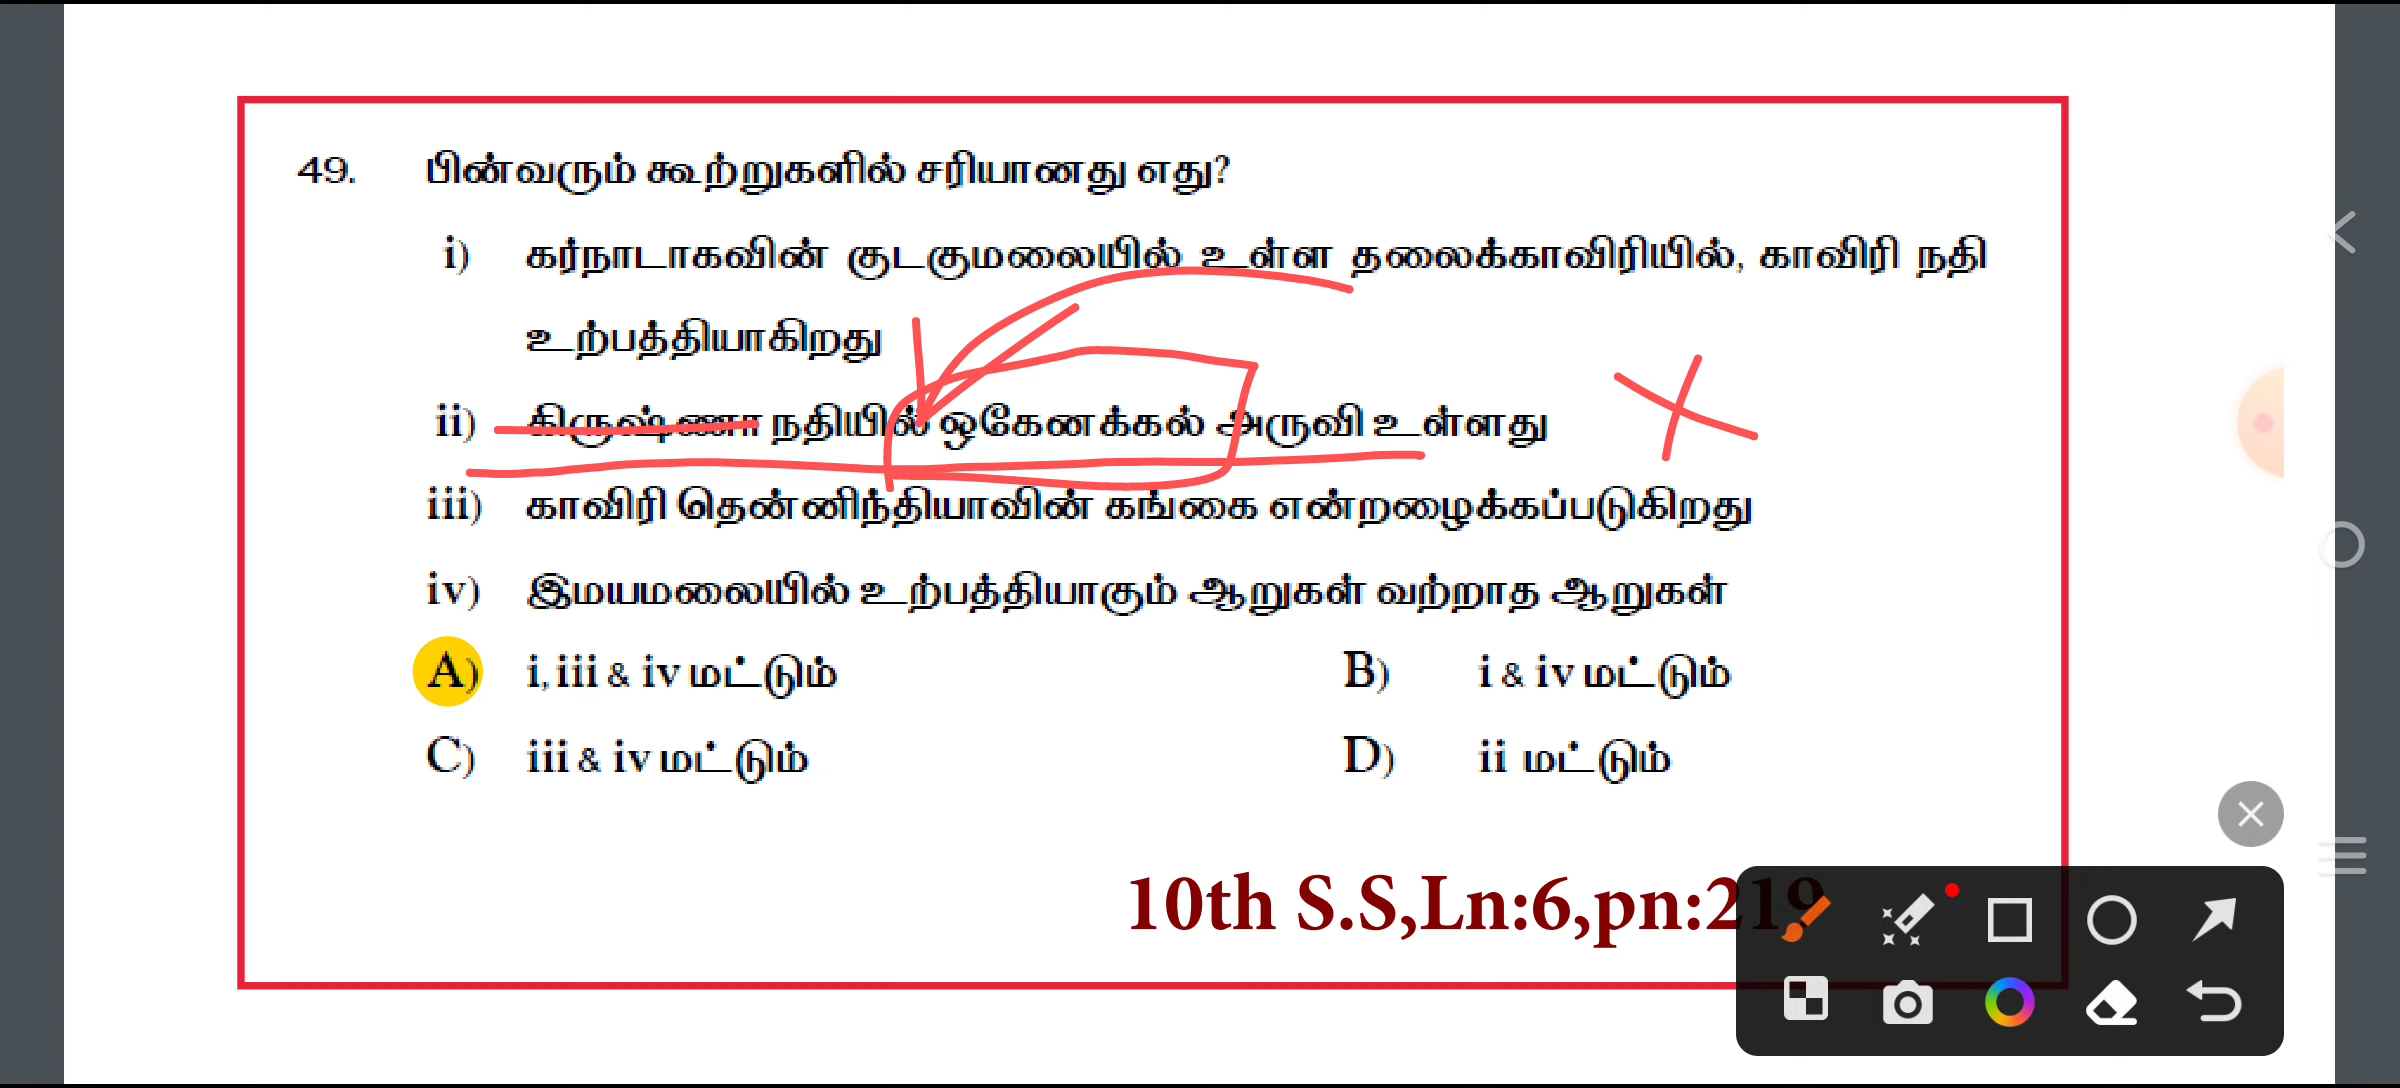 49. பின்வரும் கூற்றுகளில் சரியானது எது?
i) கர்நாடாகவின் குடகுமலையில் உள்ள தலைக்காவிரியில், காவிரி நதி
உற்பத்தியாகிறது
ii) கிருஷ்ணா நதியில் ஒகேனக்கல் அருவி உள்ளது
iii) காவிரி தென்னிந்தியாவின் கங்கை என்றழைக்கப்படுகிறது
iv) இமயமலையில் உற்பத்தியாகும் ஆறுகள் வற்றாத ஆறுகள்
A) i, iii & iv மட்டும் B) i & iv மட்டும்
C) iii & iv மட்டும் D) ii மட்டும்
10th S.S,Ln:6,pn:219